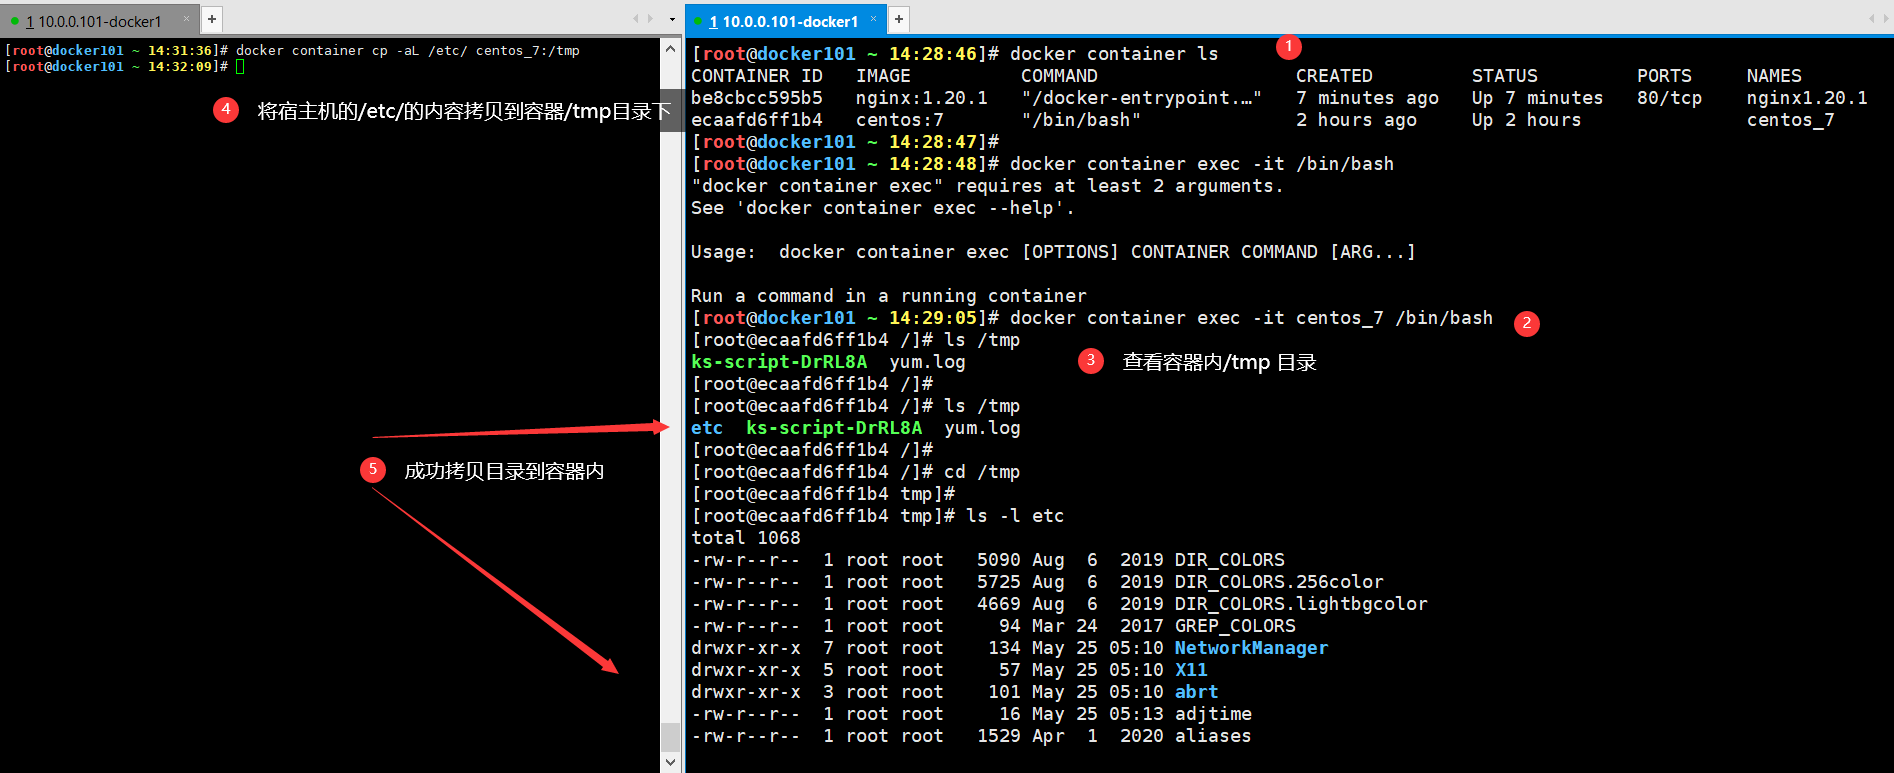 1 10.0.0.101-docker1 × +
[root@docker101 ~ 14:31:36]# docker container cp -aL /etc/ centos_7:/tmp
[root@docker101 ~ 14:32:09]#
4 将宿主机的/etc/的内容拷贝到容器/tmp目录下
5 成功拷贝目录到容器内
1 10.0.0.101-docker1 × +
[root@docker101 ~ 14:28:46]# docker container ls 1
CONTAINER ID IMAGE COMMAND CREATED STATUS PORTS NAMES
be8cbcc595b5 nginx:1.20.1 "/docker-entrypoint.…" 7 minutes ago Up 7 minutes 80/tcp nginx1.20.1
ecaafd6ff1b4 centos:7 "/bin/bash" 2 hours ago Up 2 hours centos_7
[root@docker101 ~ 14:28:47]#
[root@docker101 ~ 14:28:48]# docker container exec -it /bin/bash
"docker container exec" requires at least 2 arguments.
See 'docker container exec --help'.
Usage:  docker container exec [OPTIONS] CONTAINER COMMAND [ARG...]
Run a command in a running container
[root@docker101 ~ 14:29:05]# docker container exec -it centos_7 /bin/bash 2
[root@ecaafd6ff1b4 /]# ls /tmp
ks-script-DrRL8A  yum.log 3 查看容器内/tmp 目录
[root@ecaafd6ff1b4 /]#
[root@ecaafd6ff1b4 /]# ls /tmp
etc  ks-script-DrRL8A  yum.log
[root@ecaafd6ff1b4 /]#
[root@ecaafd6ff1b4 /]# cd /tmp
[root@ecaafd6ff1b4 tmp]#
[root@ecaafd6ff1b4 tmp]# ls -l etc
total 1068
-rw-r--r--  1 root root   5090 Aug  6  2019 DIR_COLORS
-rw-r--r--  1 root root   5725 Aug  6  2019 DIR_COLORS.256color
-rw-r--r--  1 root root   4669 Aug  6  2019 DIR_COLORS.lightbgcolor
-rw-r--r--  1 root root     94 Mar 24  2017 GREP_COLORS
drwxr-xr-x  7 root root    134 May 25 05:10 NetworkManager
drwxr-xr-x  5 root root     57 May 25 05:10 X11
drwxr-xr-x  3 root root    101 May 25 05:10 abrt
-rw-r--r--  1 root root     16 May 25 05:13 adjtime
-rw-r--r--  1 root root   1529 Apr  1  2020 aliases